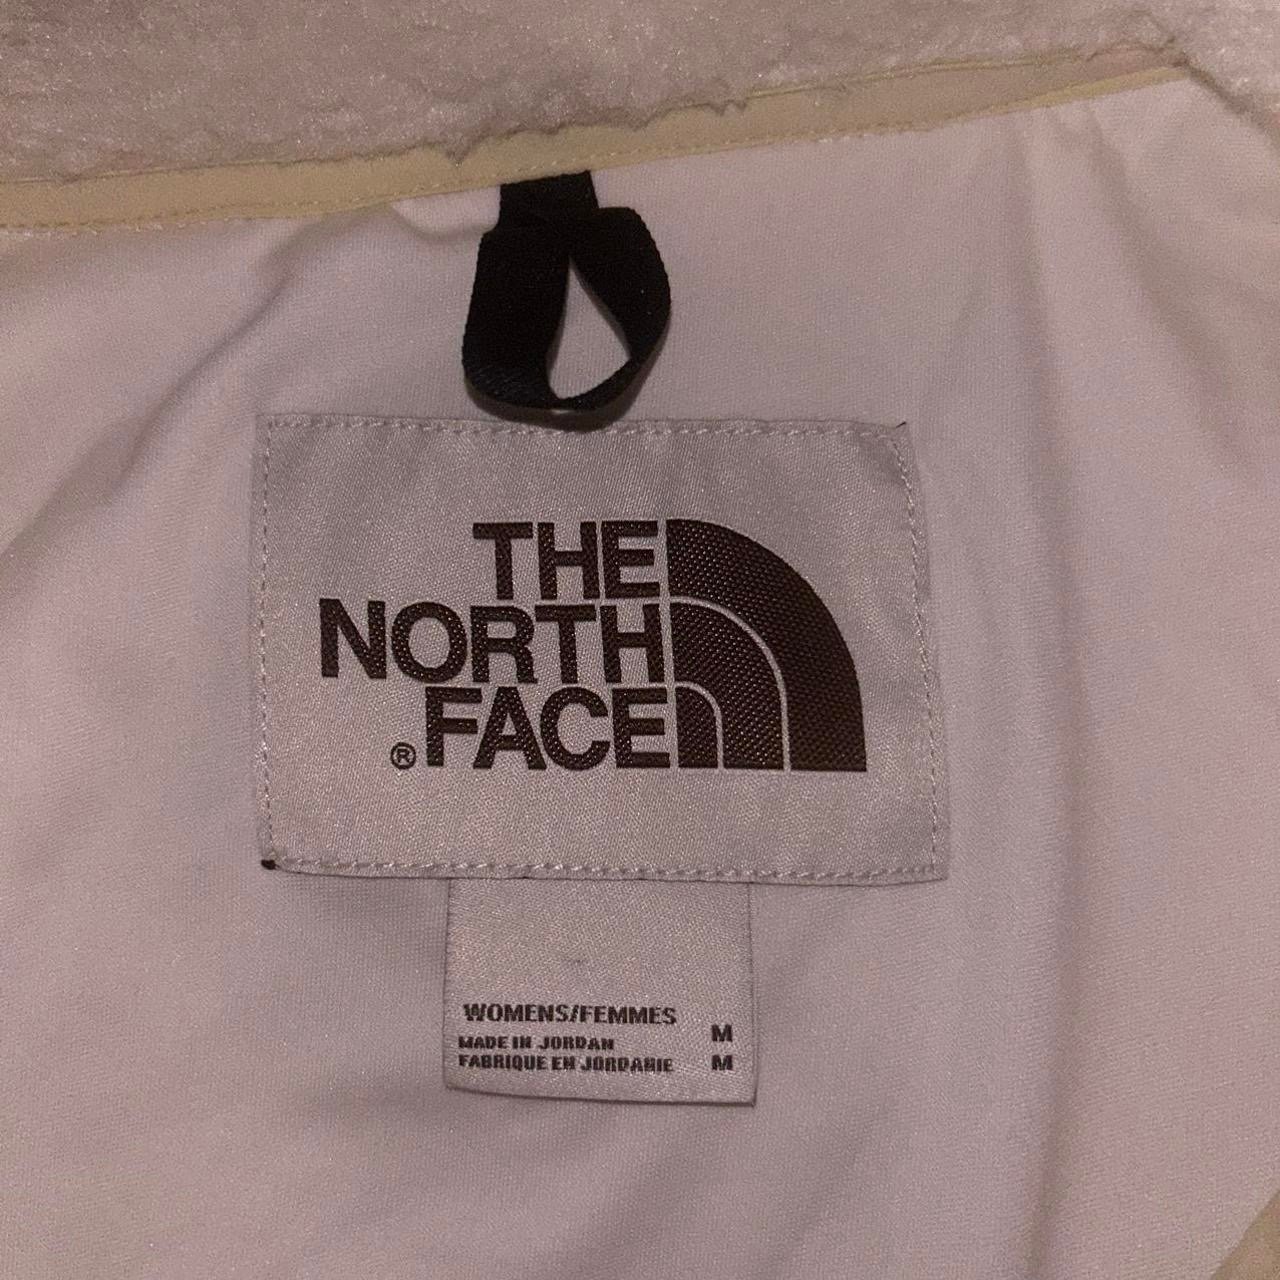 THE
NORTH
®FACE
WOMENS/FEMMES
MADE IN JORDAN M
FABRIQUE EN JORDANIE M